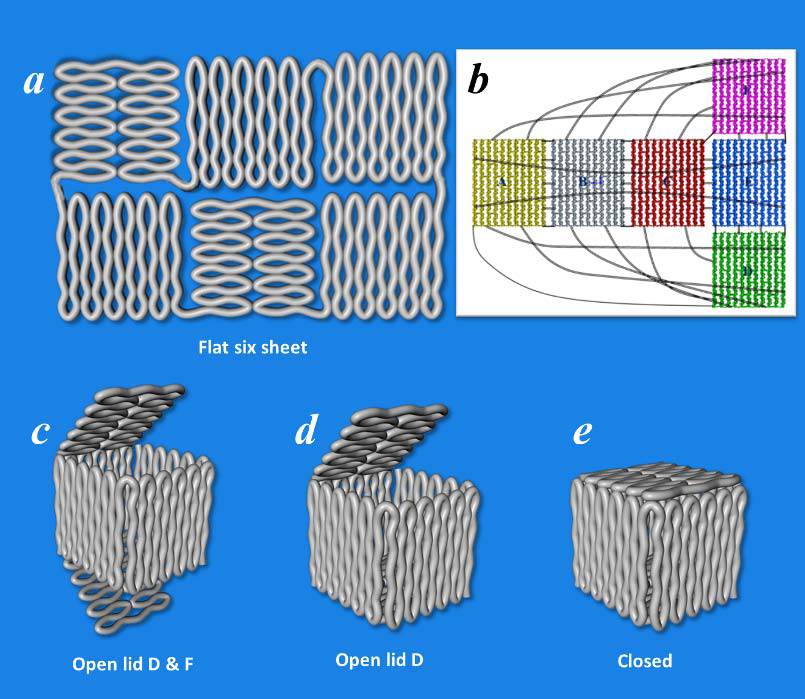 a
b
F
A
B
C
E
D
Flat six sheet
c
d
e
Open lid D & F
Open lid D
Closed